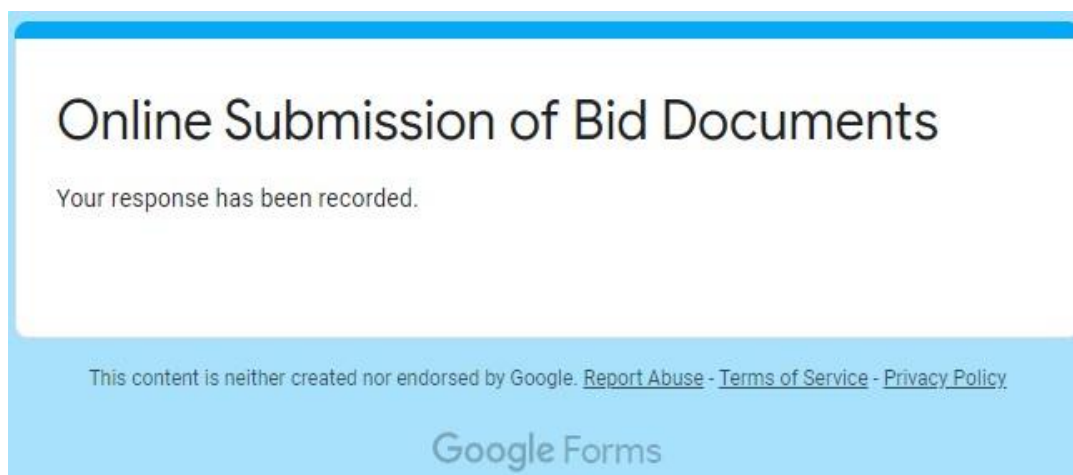 Online Submission of Bid Documents
Your response has been recorded.
This content is neither created nor endorsed by Google. Report Abuse - Terms of Service - Privacy Policy
Google Forms